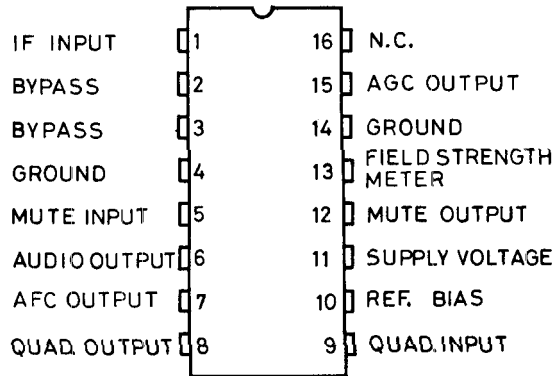 IF INPUT 1 16 N.C.
BYPASS 2 15 AGC OUTPUT
BYPASS 3 14 GROUND
GROUND 4 13 FIELD STRENGTH
METER
MUTE INPUT 5 12 MUTE OUTPUT
AUDIO OUTPUT 6 11 SUPPLY VOLTAGE
AFC OUTPUT 7 10 REF. BIAS
QUAD. OUTPUT 8 9 QUAD. INPUT